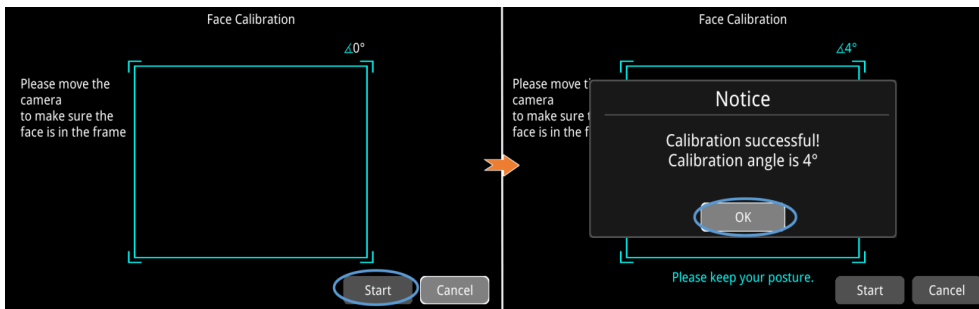 Face Calibration
∡0°
Please move the
camera
to make sure the
face is in the frame
Start
Cancel
Face Calibration
∡4°
Please move t
camera
to make sure t
face is in the f
Notice
Calibration successful!
Calibration angle is 4°
OK
Please keep your posture.
Start
Cancel